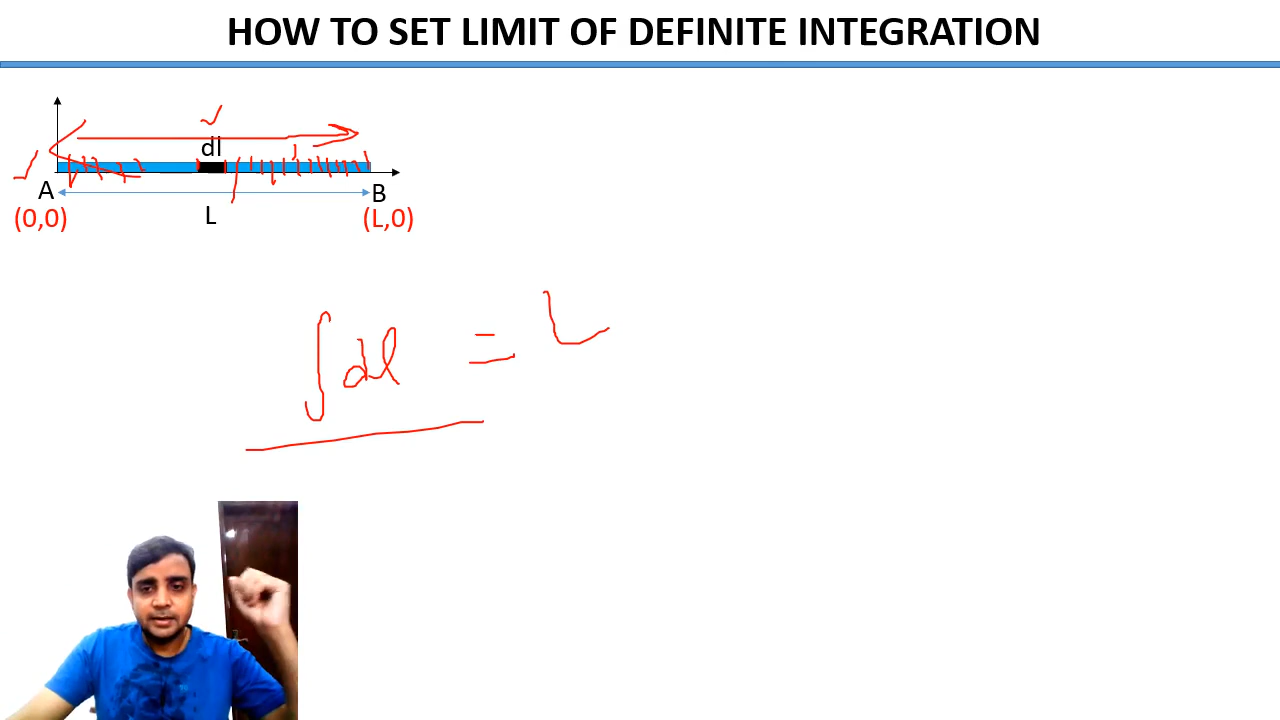 HOW TO SET LIMIT OF DEFINITE INTEGRATION
dl
A
B
(0,0)
L
(L,0)
∫dl = L